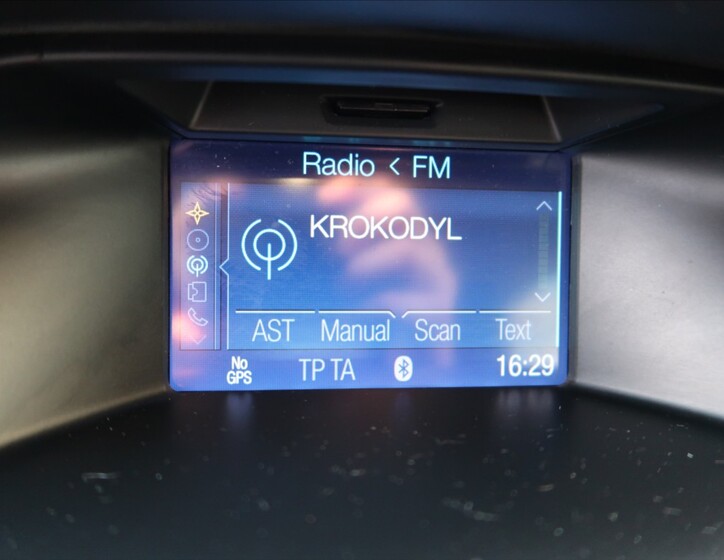 Radio < FM
KROKODYL
AST Manual Scan Text
No GPS TP TA 16:29